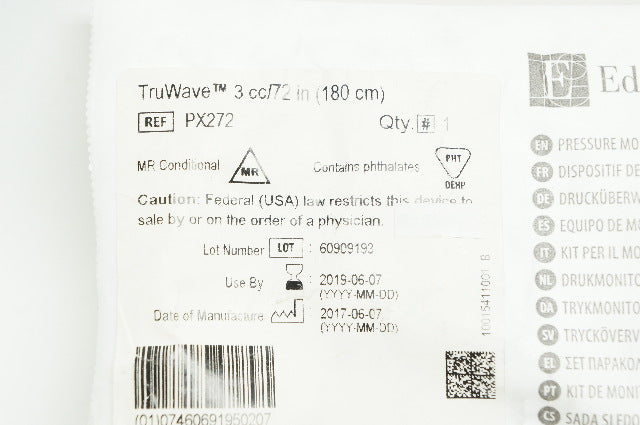 TruWave™ 3 cc/72 in (180 cm)
REF PX272 Qty. # 1
MR Conditional MR Contains phthalates PHT DEHP
Caution: Federal (USA) law restricts this device to
sale by or on the order of a physician.
Lot Number LOT : 60909193
Use By : 2019-06-07
(YYYY-MM-DD)
Date of Manufacture : 2017-06-07
(YYYY-MM-DD)
10015411001 B
(01)07460691950207
E Ed
EN PRESSURE MO
FR DISPOSITIF DE
DE DRUCKÜBERW
ES EQUIPO DE MO
IT KIT PER IL MO
NL DRUKMONITO
DA TRYKMONITO
SV TRYCKÖVERV
EL ΣΕΤ ΠΑΡΑΚΟΛ
PT KIT DE MONI
CS SADA SLEDO